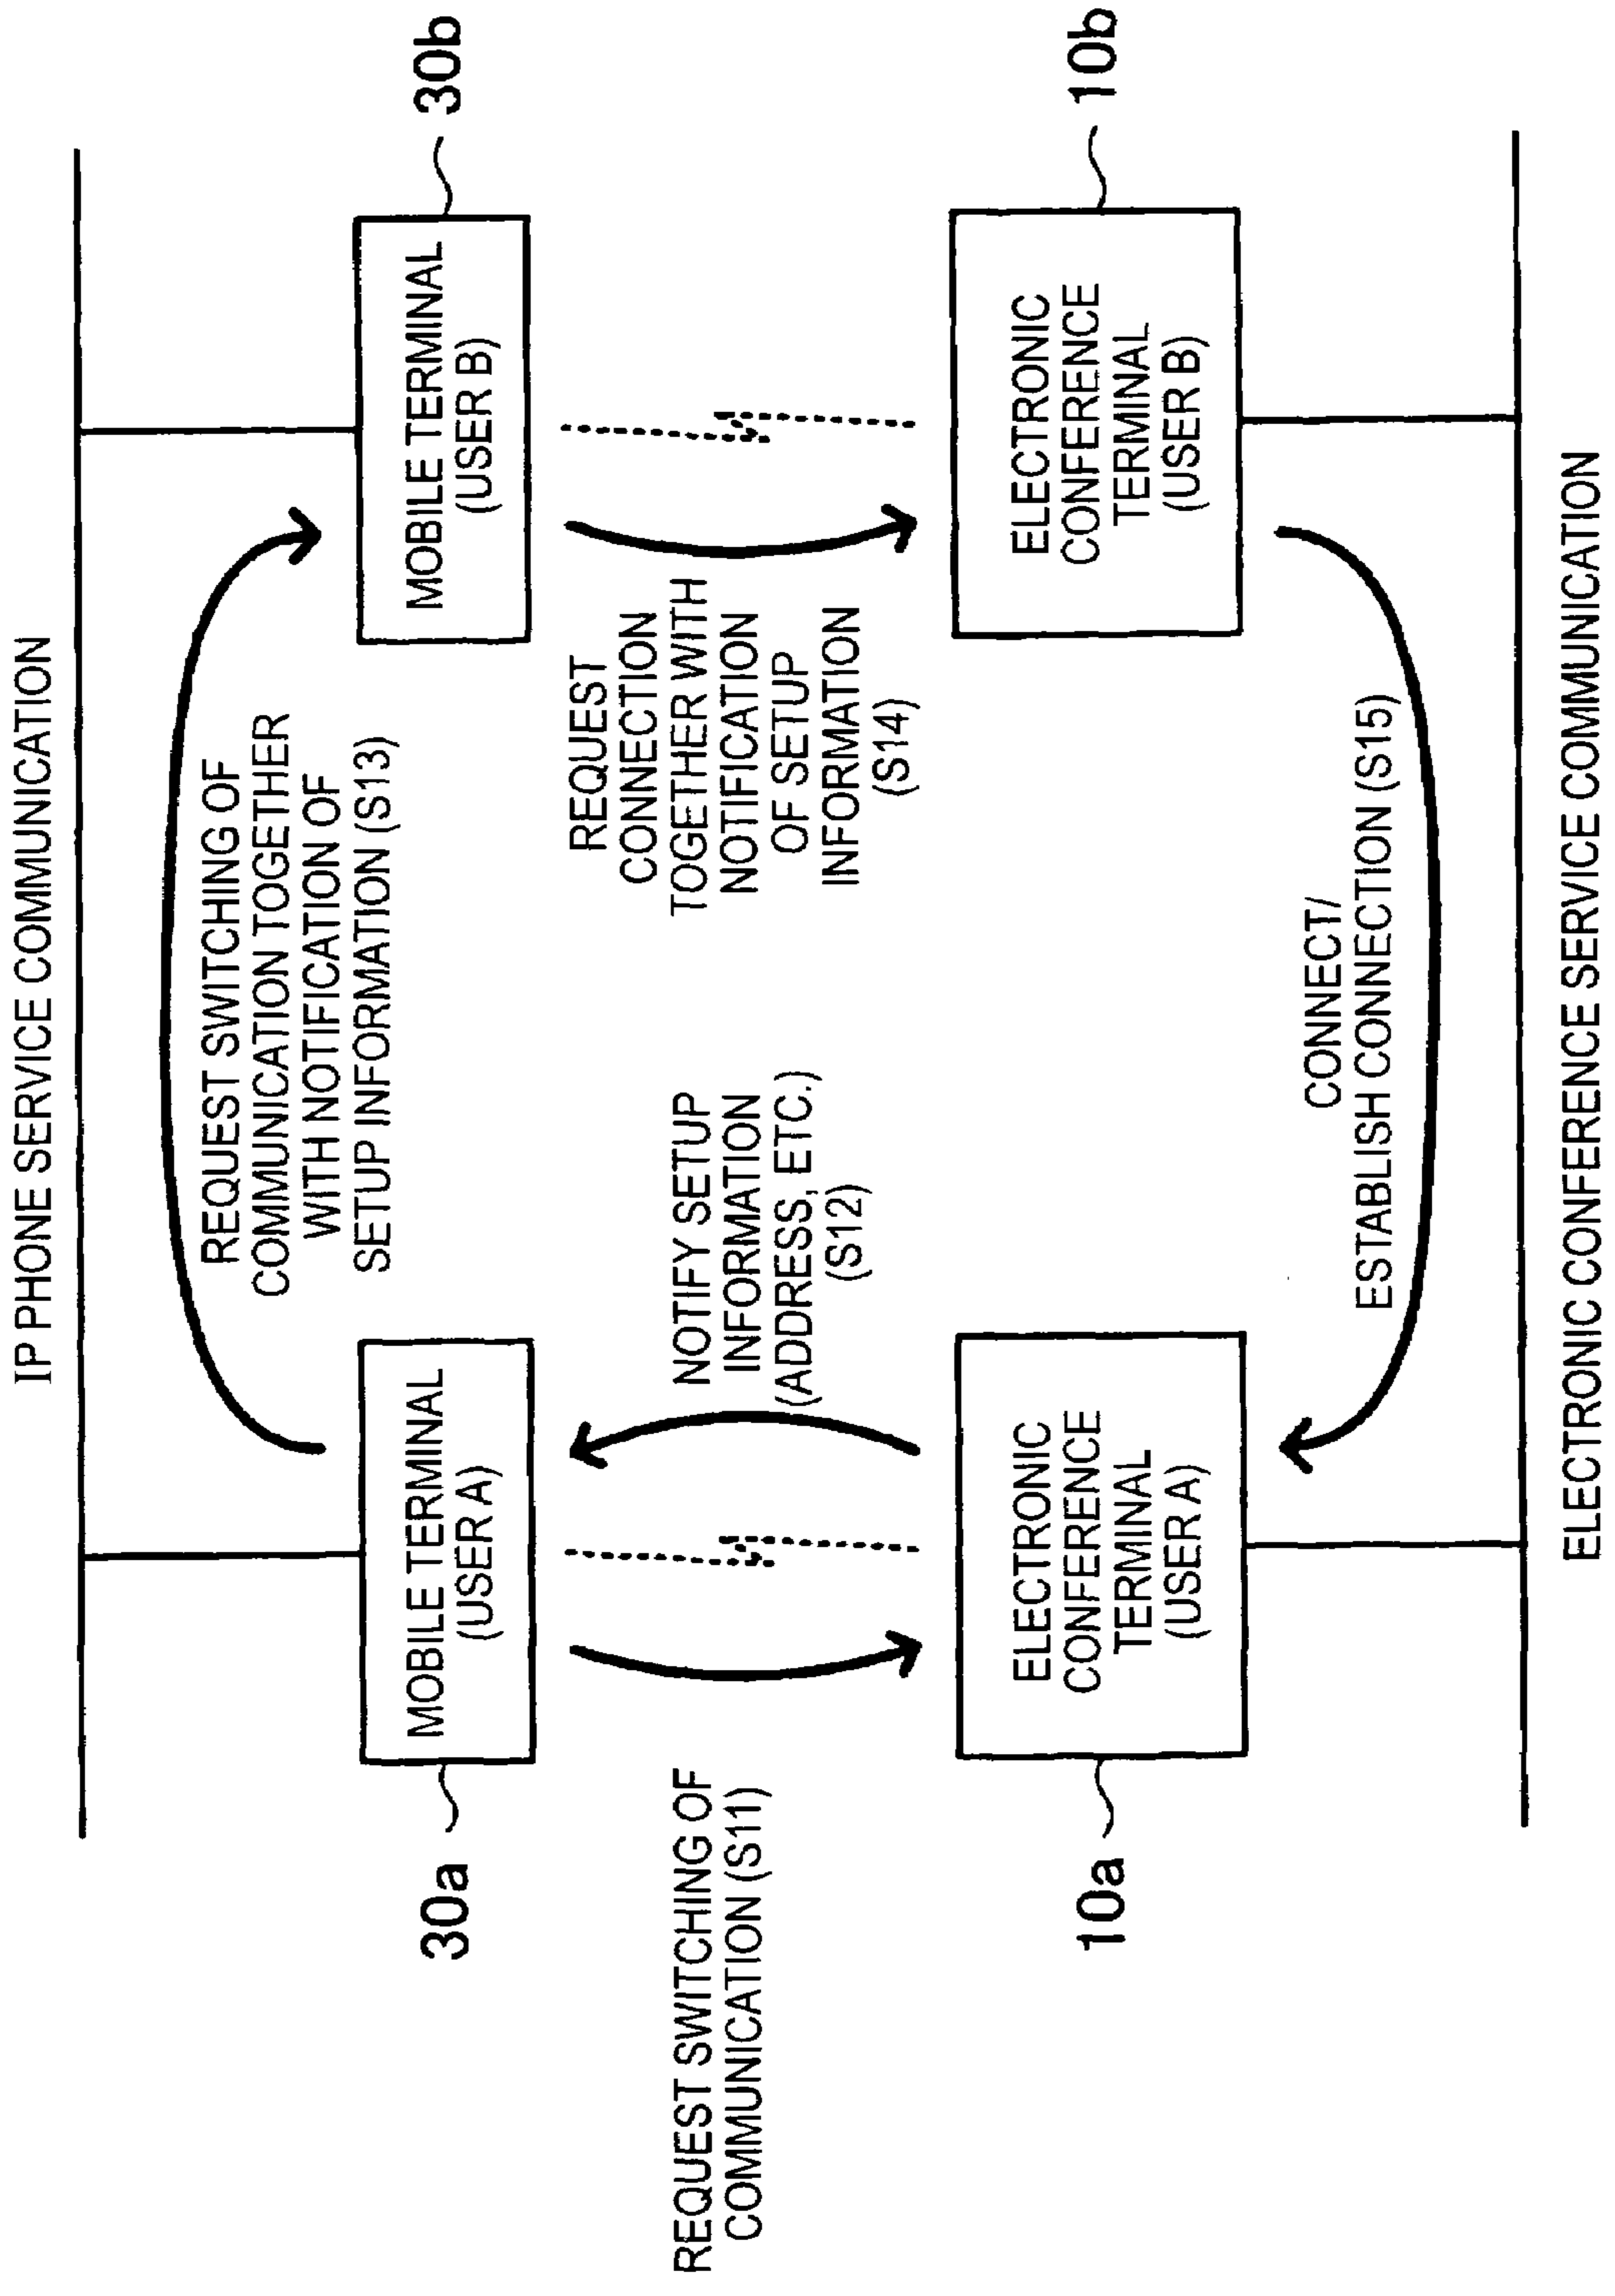 IP PHONE SERVICE COMMUNICATION
REQUEST SWITCHING OF
COMMUNICATION TOGETHER
WITH NOTIFICATION OF
SETUP INFORMATION (S13)
30a
MOBILE TERMINAL
(USER A)
MOBILE TERMINAL
(USER B)
30b
REQUEST SWITCHING OF
COMMUNICATION (S11)
NOTIFY SETUP
INFORMATION
(ADDRESS, ETC.)
(S12)
REQUEST
CONNECTION
TOGETHER WITH
NOTIFICATION
OF SETUP
INFORMATION
(S14)
10a
ELECTRONIC
CONFERENCE
TERMINAL
(USER A)
ELECTRONIC
CONFERENCE
TERMINAL
(USER B)
10b
CONNECT/
ESTABLISH CONNECTION (S15)
ELECTRONIC CONFERENCE SERVICE COMMUNICATION